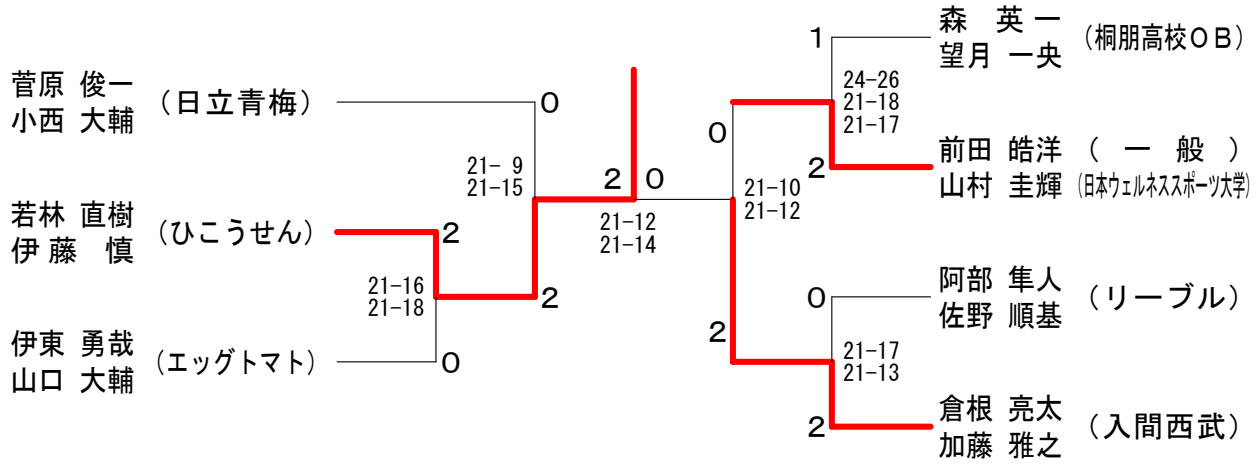 菅原 俊一
小西 大輔
(日立青梅)
0
21- 9
21-15
若林 直樹
伊藤 慎
(ひこうせん)
2
21-16
21-18
2
伊東 勇哉
山口 大輔
(エッグトマト)
0
2 0
21-12
21-14
森 英一
望月 一央
(桐朋高校OB)
1
24-26
21-18
21-17
0
前田 皓洋 (一般)
山村 圭輝 (日本ウェルネススポーツ大学)
2
21-10
21-12
阿部 隼人
佐野 順基
(リーブル)
0
2
21-17
21-13
倉根 亮太
加藤 雅之
(入間西武)
2